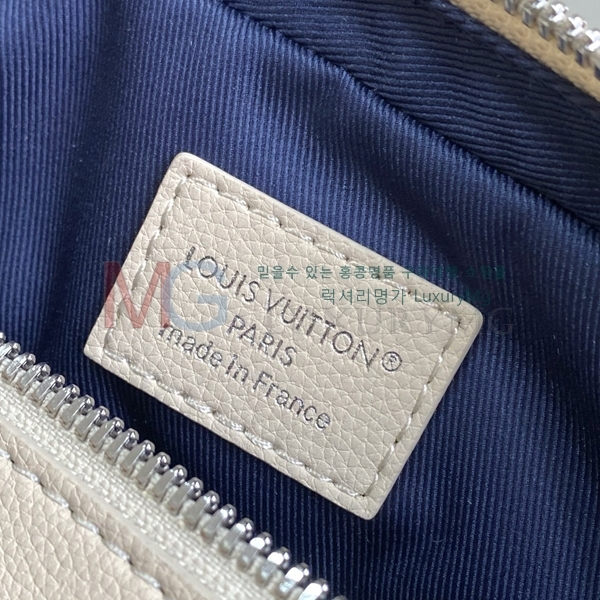 LOUIS VUITTON®
PARIS
made in France
믿을수 있는 홍콩명품
럭셔리명가 Luxury
MG